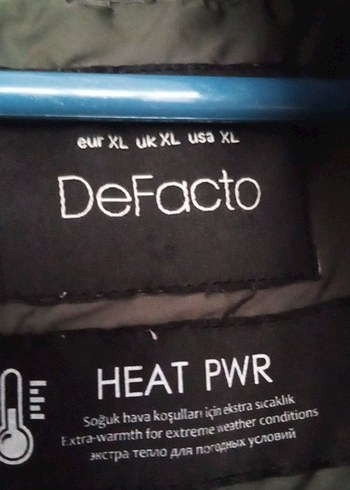 eur XL uk XL usa XL
DeFacto
HEAT PWR
Soğuk hava koşulları için ekstra sıcaklık
Extra-warmth for extreme weather conditions
экстра тепло для погодных условий